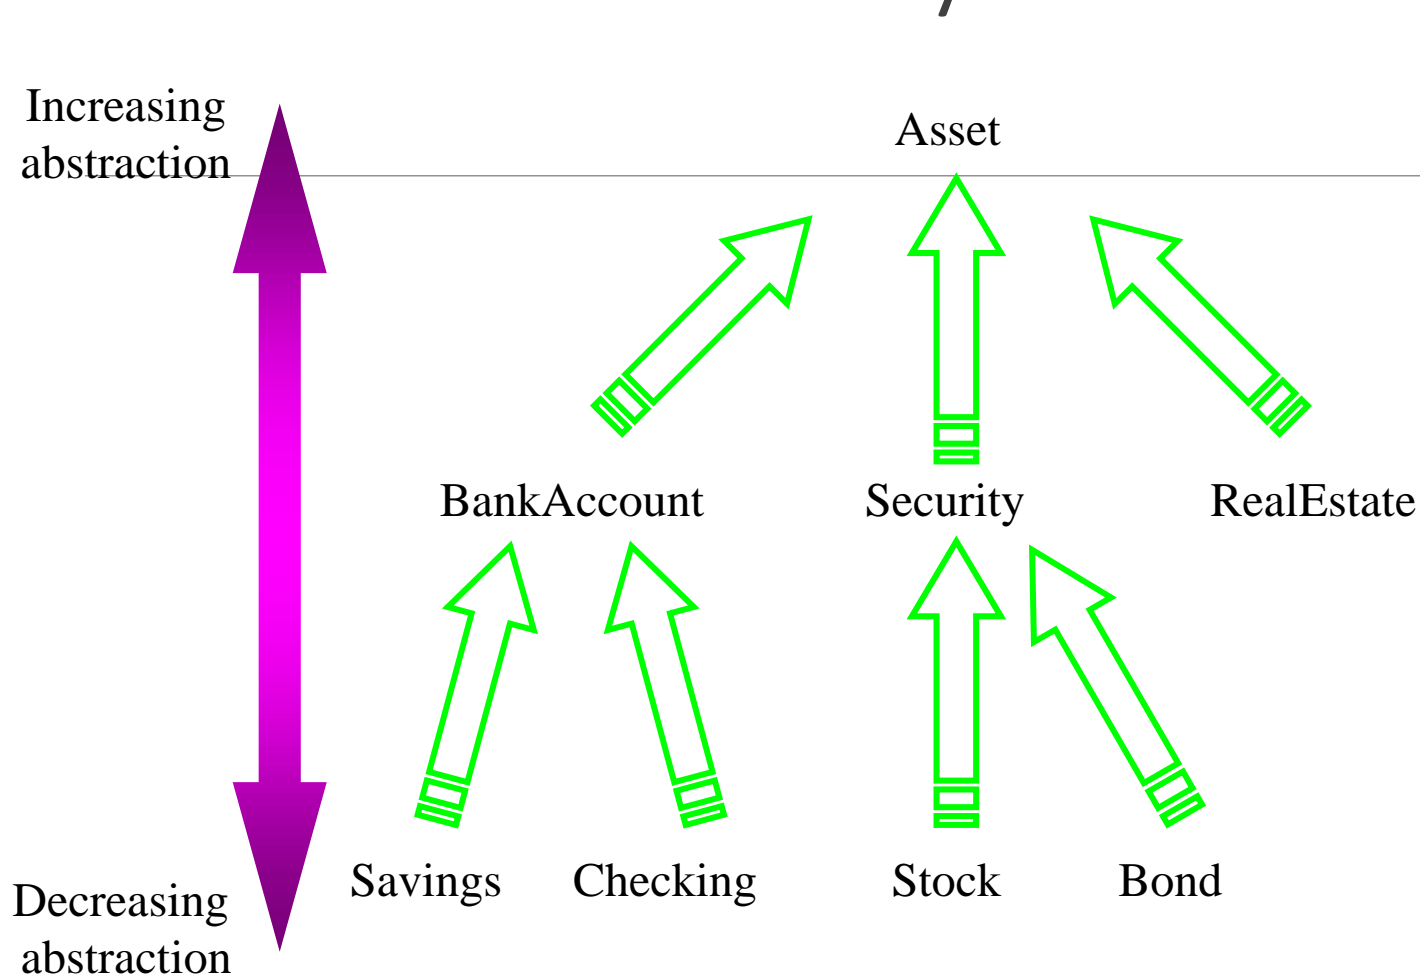 Increasing
abstraction
Asset
BankAccount
Security
RealEstate
Savings
Checking
Stock
Bond
Decreasing
abstraction